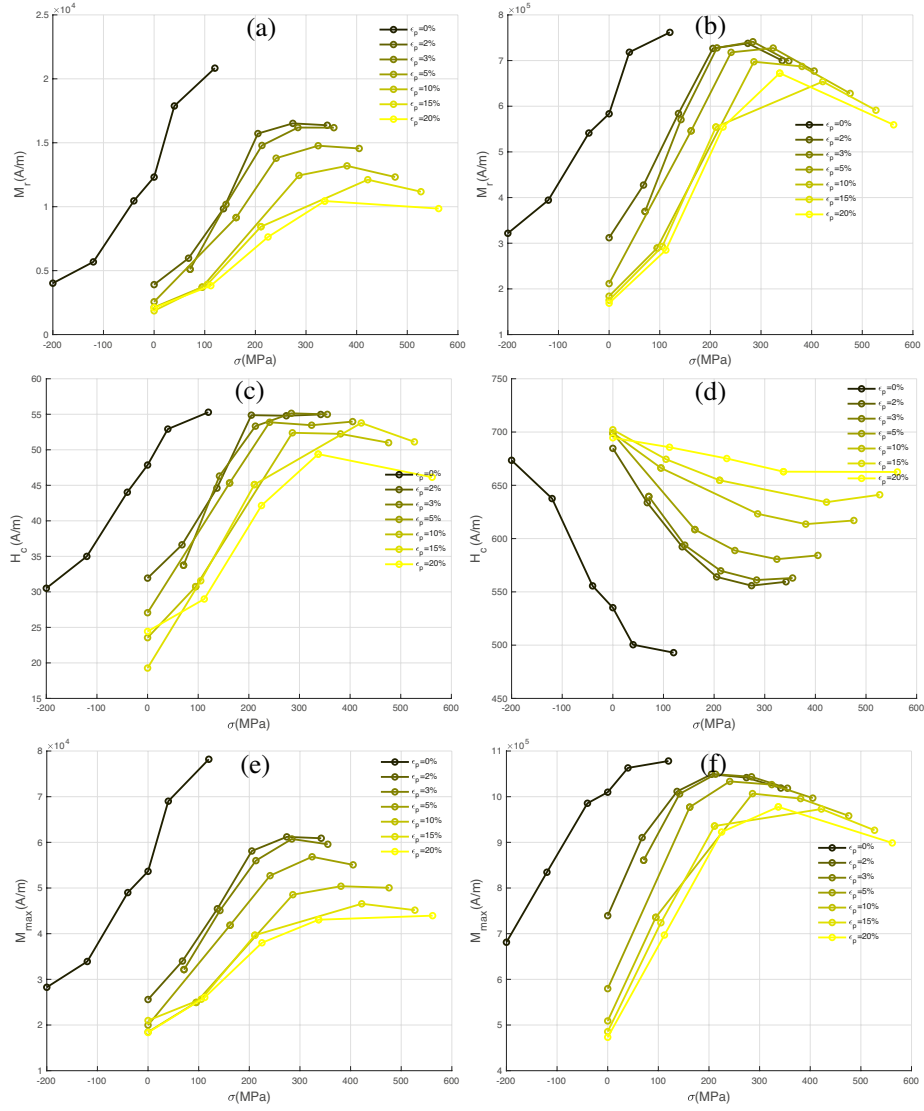 (a)
×10⁴
2.5
2
1.5
1
0.5
0
-200 -100 0 100 200 300 400 500 600
M_r (A/m)
σ(MPa)
ϵ_p=0%
ϵ_p=2%
ϵ_p=3%
ϵ_p=5%
ϵ_p=10%
ϵ_p=15%
ϵ_p=20%
(b)
×10⁵
8
7
6
5
4
3
2
1
-200 -100 0 100 200 300 400 500 600
M_r (A/m)
σ(MPa)
ϵ_p=0%
ϵ_p=2%
ϵ_p=3%
ϵ_p=5%
ϵ_p=10%
ϵ_p=15%
ϵ_p=20%
(c)
60
55
50
45
40
35
30
25
20
15
-200 -100 0 100 200 300 400 500 600
H_c (A/m)
σ(MPa)
ϵ_p=0%
ϵ_p=2%
ϵ_p=3%
ϵ_p=5%
ϵ_p=10%
ϵ_p=15%
ϵ_p=20%
(d)
750
700
650
600
550
500
450
-200 -100 0 100 200 300 400 500 600
H_c (A/m)
σ(MPa)
ϵ_p=0%
ϵ_p=2%
ϵ_p=3%
ϵ_p=5%
ϵ_p=10%
ϵ_p=15%
ϵ_p=20%
(e)
×10⁴
8
7
6
5
4
3
2
1
-200 -100 0 100 200 300 400 500 600
M_max (A/m)
σ(MPa)
ϵ_p=0%
ϵ_p=2%
ϵ_p=3%
ϵ_p=5%
ϵ_p=10%
ϵ_p=15%
ϵ_p=20%
(f)
×10⁵
11
10
9
8
7
6
5
4
-200 -100 0 100 200 300 400 500 600
M_max (A/m)
σ(MPa)
ϵ_p=0%
ϵ_p=2%
ϵ_p=3%
ϵ_p=5%
ϵ_p=10%
ϵ_p=15%
ϵ_p=20%